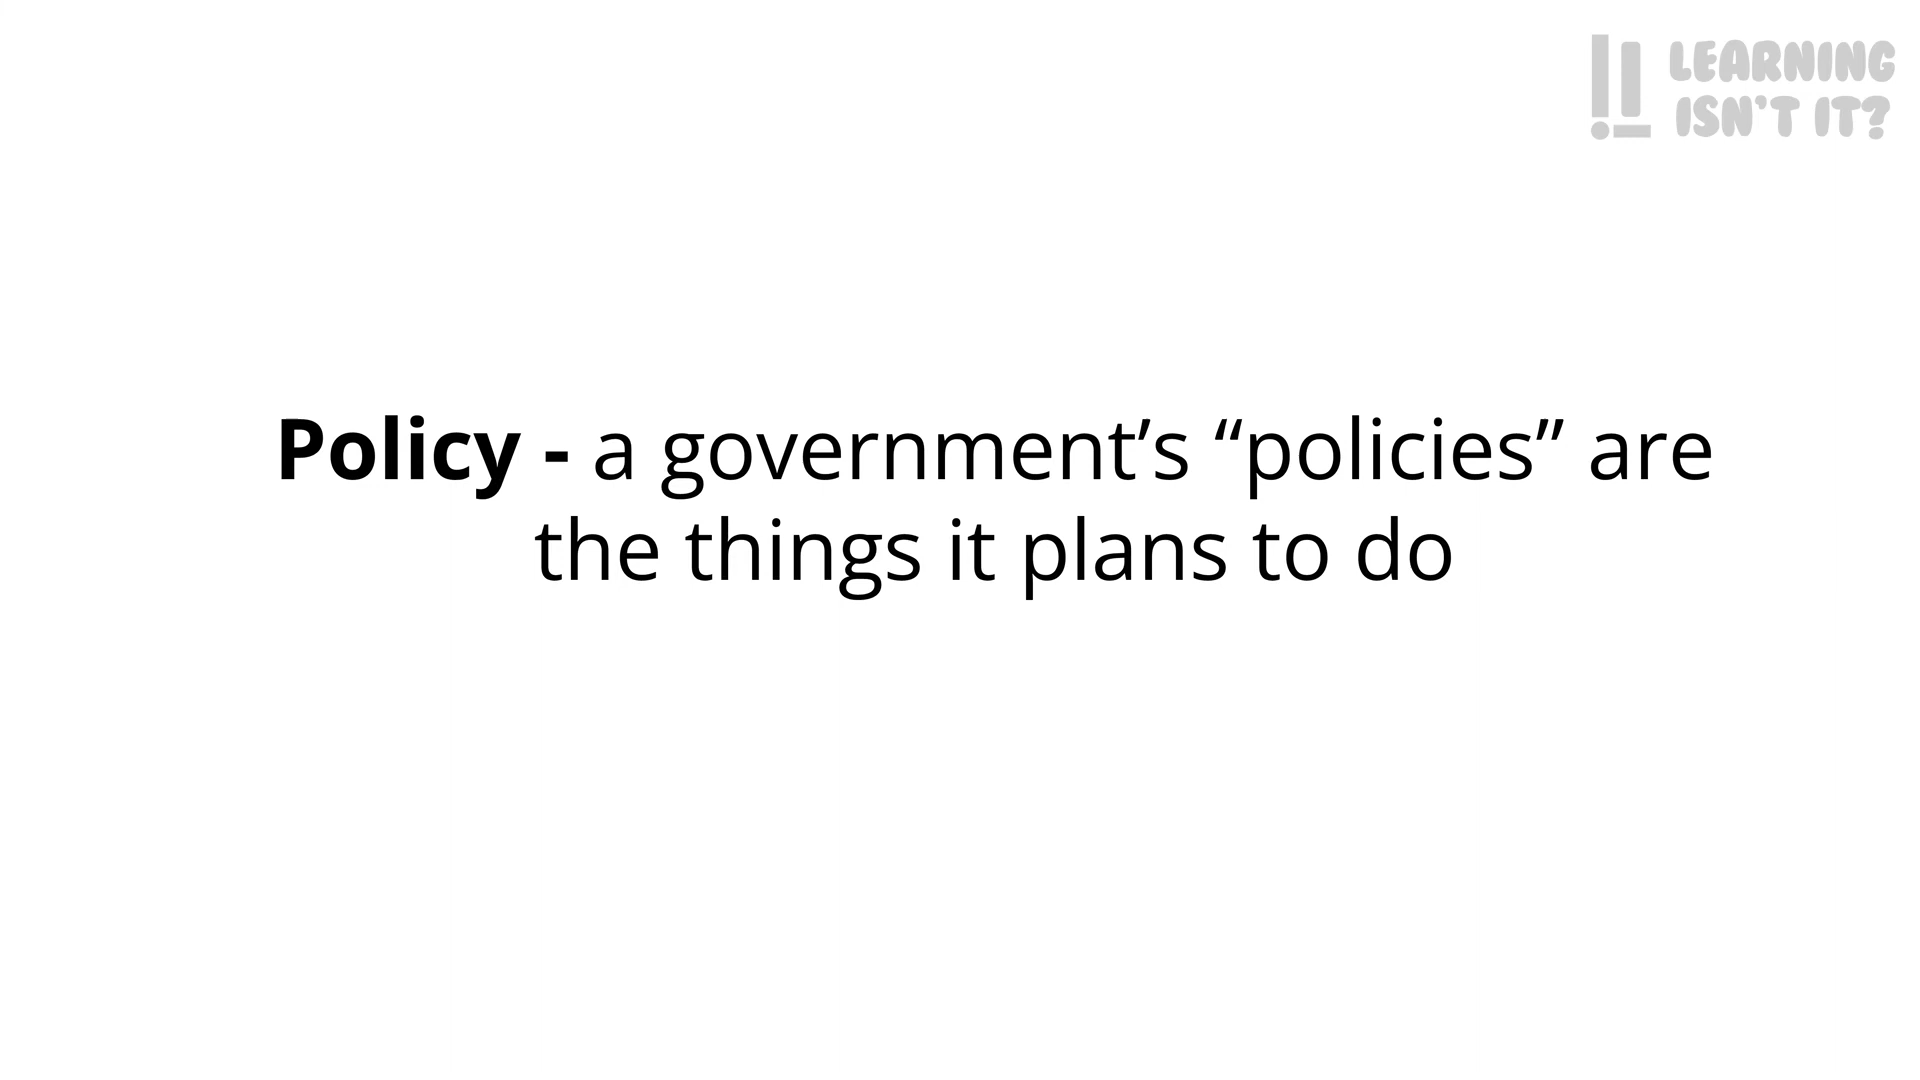 LEARNING
ISN'T IT?
Policy - a government’s “policies” are
the things it plans to do